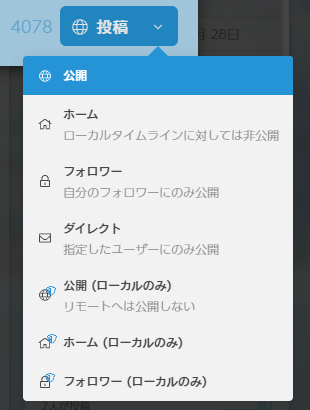 4078 投稿
月 28日
公開
ホーム
ローカルタイムラインに対しては非公開
フォロワー
自分のフォロワーにのみ公開
ダイレクト
指定したユーザーにのみ公開
公開 (ローカルのみ)
リモートへは公開しない
ホーム (ローカルのみ)
フォロワー (ローカルのみ)
2人が投稿